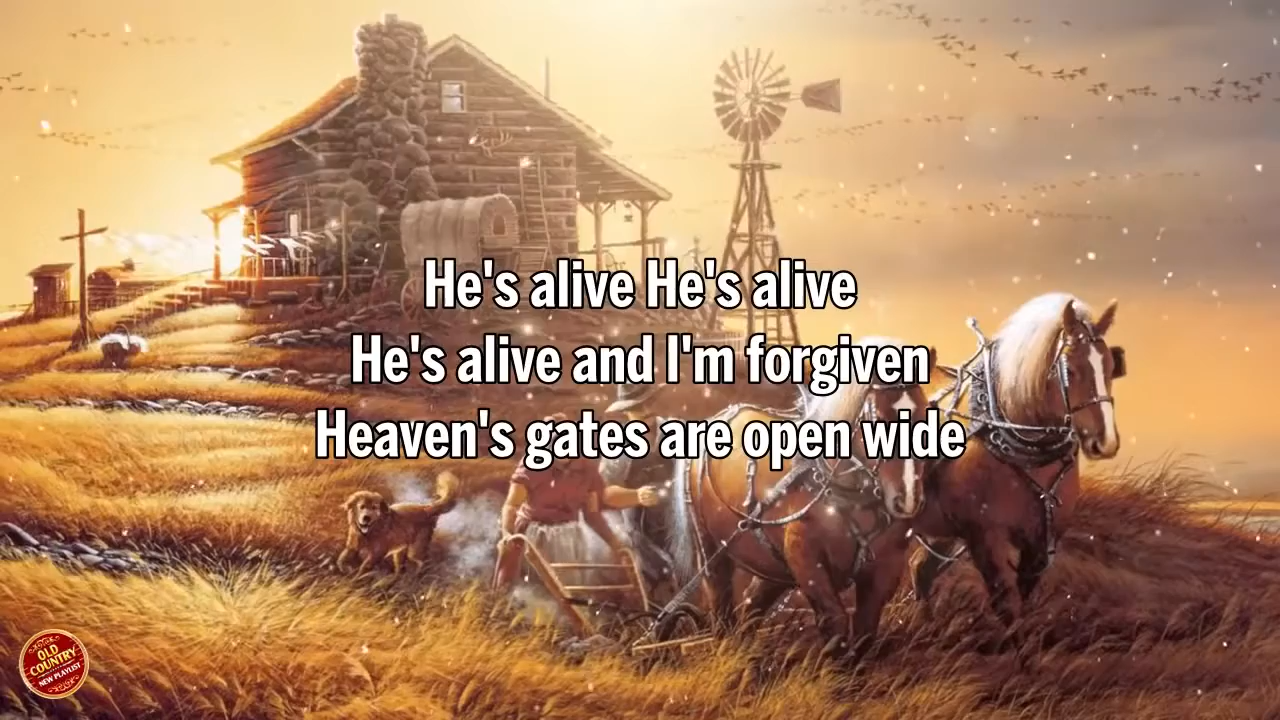 He's alive He's alive
He's alive and I'm forgiven
Heaven's gates are open wide
OLD
COUNTRY
NEW PLAYLIST